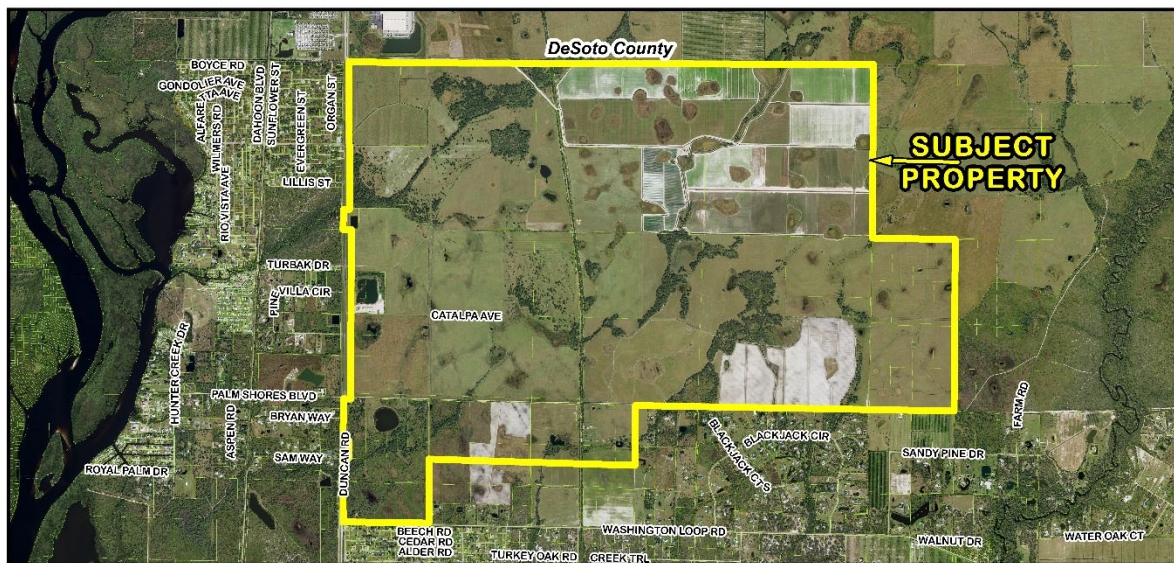 DeSoto County
BOYCE RD
GONDOLIER AVE
ALFARETTA AVE
WILMERS RD
RIO VISTA AVE
DAHOON BLVD
SUNFLOWER ST
EVERGREEN ST
ORGAN ST
LILLIS ST
SUBJECT
PROPERTY
TURBAK DR
VILLA CIR
PINE
CATALPA AVE
HUNTER CREEK DR
PALM SHORES BLVD
ASPEN RD
BRYAN WAY
SAM WAY
ROYAL PALM DR
DUNCAN RD
FARM RD
BLACKJACK CIR
BLACKJACK CT S
SANDY PINE DR
BEECH RD
CEDAR RD
ALDER RD
WASHINGTON LOOP RD
TURKEY OAK RD
CREEK TRL
WALNUT DR
WATER OAK CT